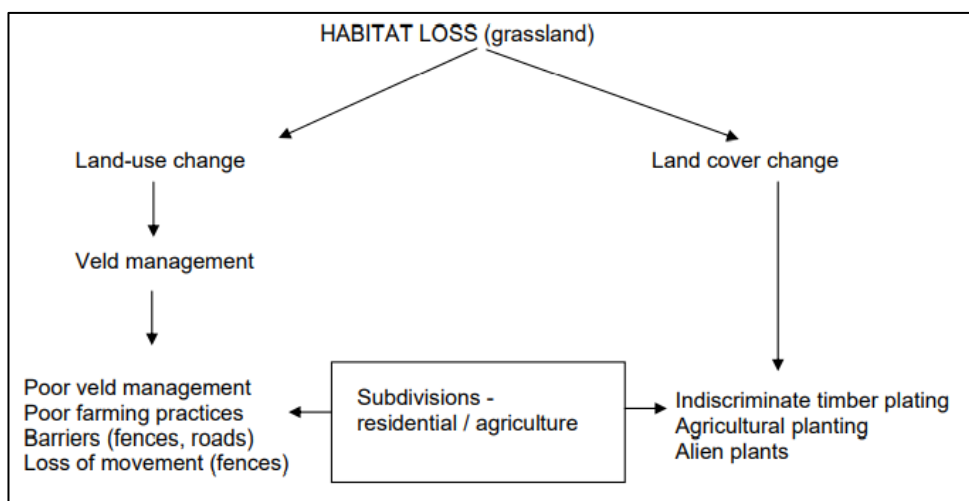 HABITAT LOSS (grassland)
Land-use change
Land cover change
Veld management
Poor veld management
Poor farming practices
Barriers (fences, roads)
Loss of movement (fences)
Subdivisions -
residential / agriculture
Indiscriminate timber plating
Agricultural planting
Alien plants